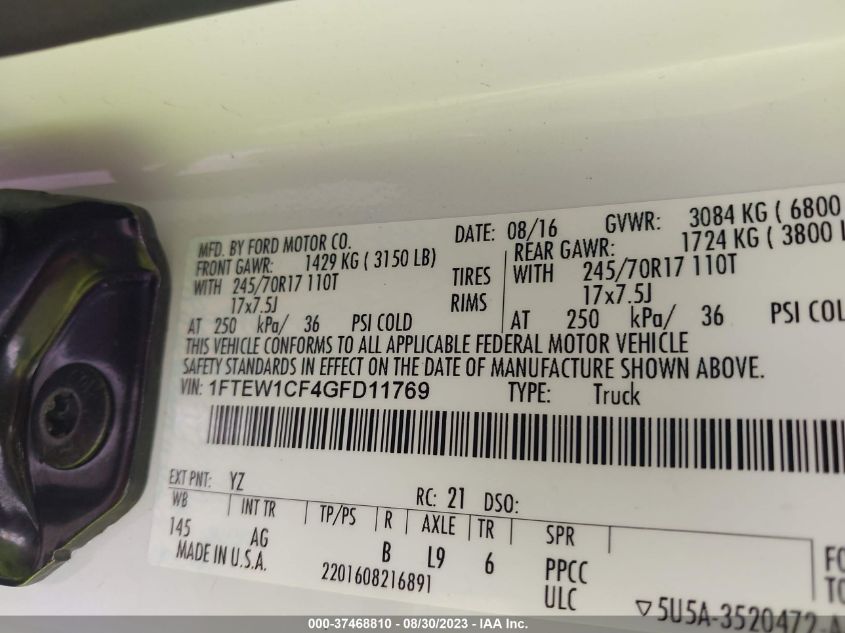 MFD. BY FORD MOTOR CO. DATE: 08/16 GVWR: 3084 KG ( 6800
FRONT GAWR: 1429 KG ( 3150 LB) REAR GAWR: 1724 KG ( 3800 L
WITH 245/70R17 110T TIRES WITH 245/70R17 110T
17x7.5J RIMS 17x7.5J
AT 250 kPa/ 36 PSI COLD AT 250 kPa/ 36 PSI COL
THIS VEHICLE CONFORMS TO ALL APPLICABLE FEDERAL MOTOR VEHICLE
SAFETY STANDARDS IN EFFECT ON THE DATE OF MANUFACTURE SHOWN ABOVE.
VIN: 1FTEW1CF4GFD11769 TYPE: Truck
EXT PNT: YZ RC: 21 DSO:
WB INT TR TP/PS R AXLE TR SPR
145 AG B L9 6 PPCC
MADE IN U.S.A. 2201608216891 ULC
FO
TO
▽5U5A-3520472-A
000-37468810 - 08/30/2023 - IAA Inc.